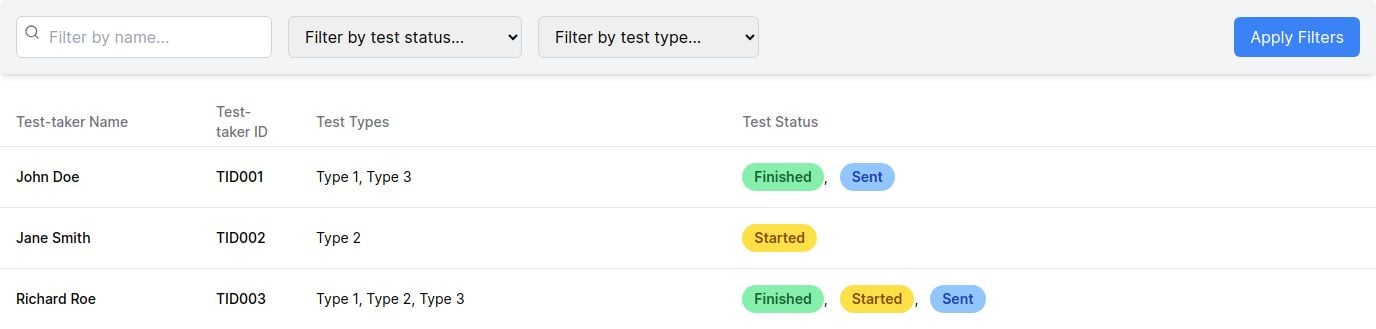 Filter by name... Filter by test status... Filter by test type... Apply Filters
Test-taker Name Test-taker ID Test Types Test Status
John Doe TID001 Type 1, Type 3 Finished, Sent
Jane Smith TID002 Type 2 Started
Richard Roe TID003 Type 1, Type 2, Type 3 Finished, Started, Sent